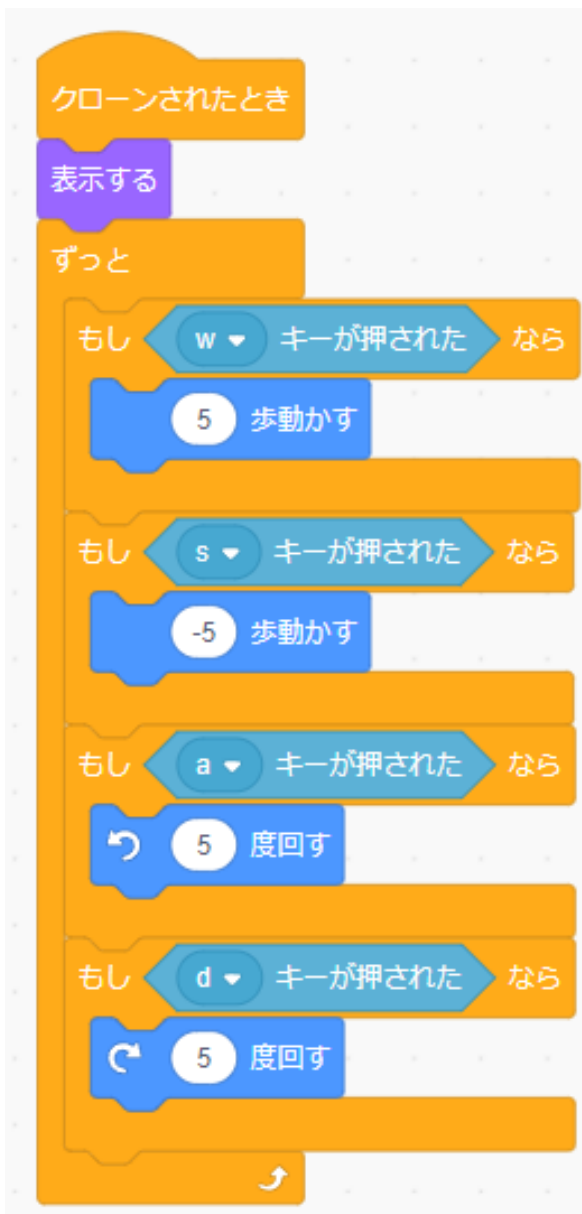 クローンされたとき
表示する
ずっと
もし w キーが押された なら
5 歩動かす
もし s キーが押された なら
-5 歩動かす
もし a キーが押された なら
5 度回す
もし d キーが押された なら
5 度回す